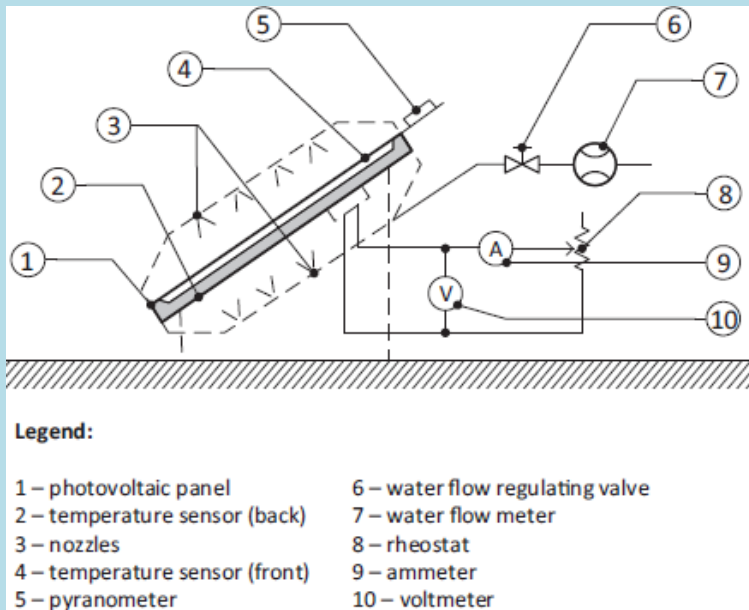 5
6
4
7
3
2
8
1
A
9
V
10
Legend:
1 – photovoltaic panel
2 – temperature sensor (back)
3 – nozzles
4 – temperature sensor (front)
5 – pyranometer
6 – water flow regulating valve
7 – water flow meter
8 – rheostat
9 – ammeter
10 – voltmeter